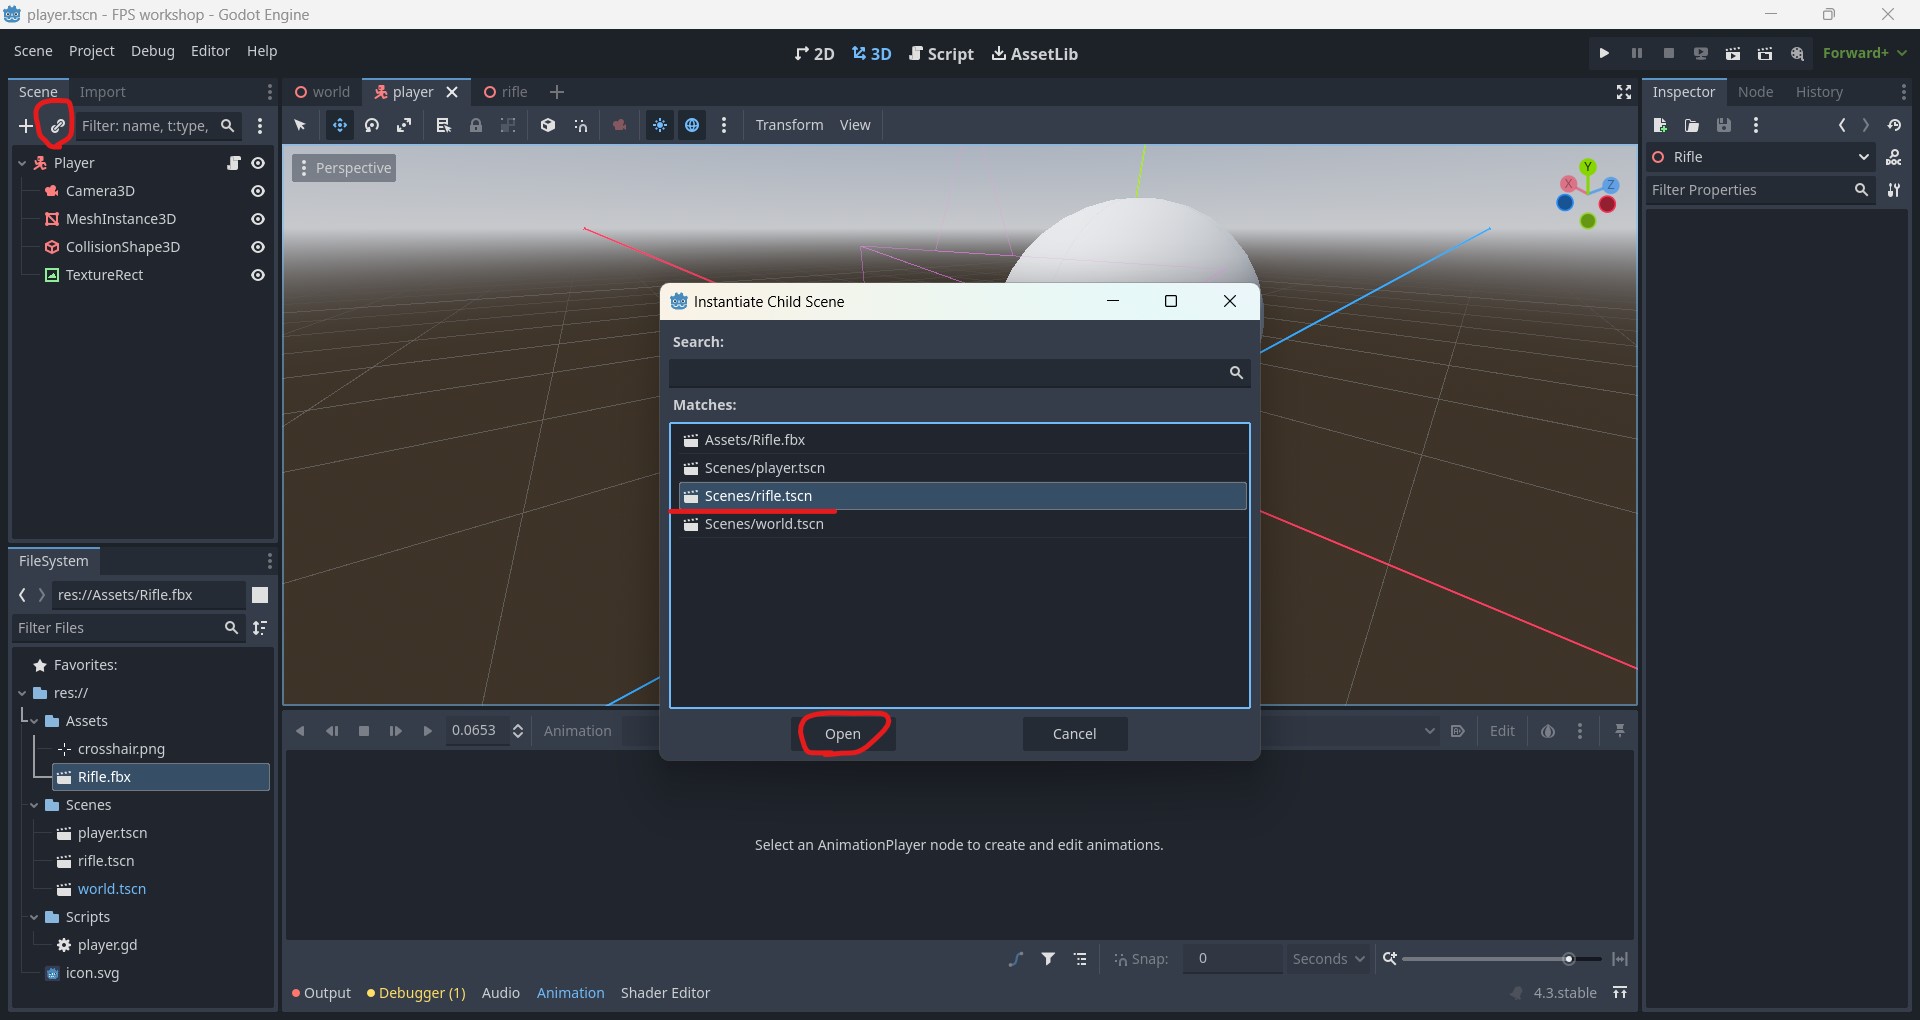 player.tscn - FPS workshop - Godot Engine
Scene Project Debug Editor Help
2D 3D Script AssetLib
Forward+
Scene Import
world player rifle
Inspector Node History
Filter: name, t:type,
Transform View
Player
Camera3D
MeshInstance3D
CollisionShape3D
TextureRect
Perspective
Y
X
Z
Rifle
DOC
Filter Properties
Instantiate Child Scene
Search:
Matches:
Assets/Rifle.fbx
Scenes/player.tscn
Scenes/rifle.tscn
Scenes/world.tscn
Open Cancel
FileSystem
res://Assets/Rifle.fbx
Filter Files
Favorites:
res://
Assets
crosshair.png
Rifle.fbx
Scenes
player.tscn
rifle.tscn
world.tscn
Scripts
player.gd
icon.svg
0.0653 Animation Edit
Select an AnimationPlayer node to create and edit animations.
Snap: 0 Seconds
Output Debugger (1) Audio Animation Shader Editor
4.3.stable